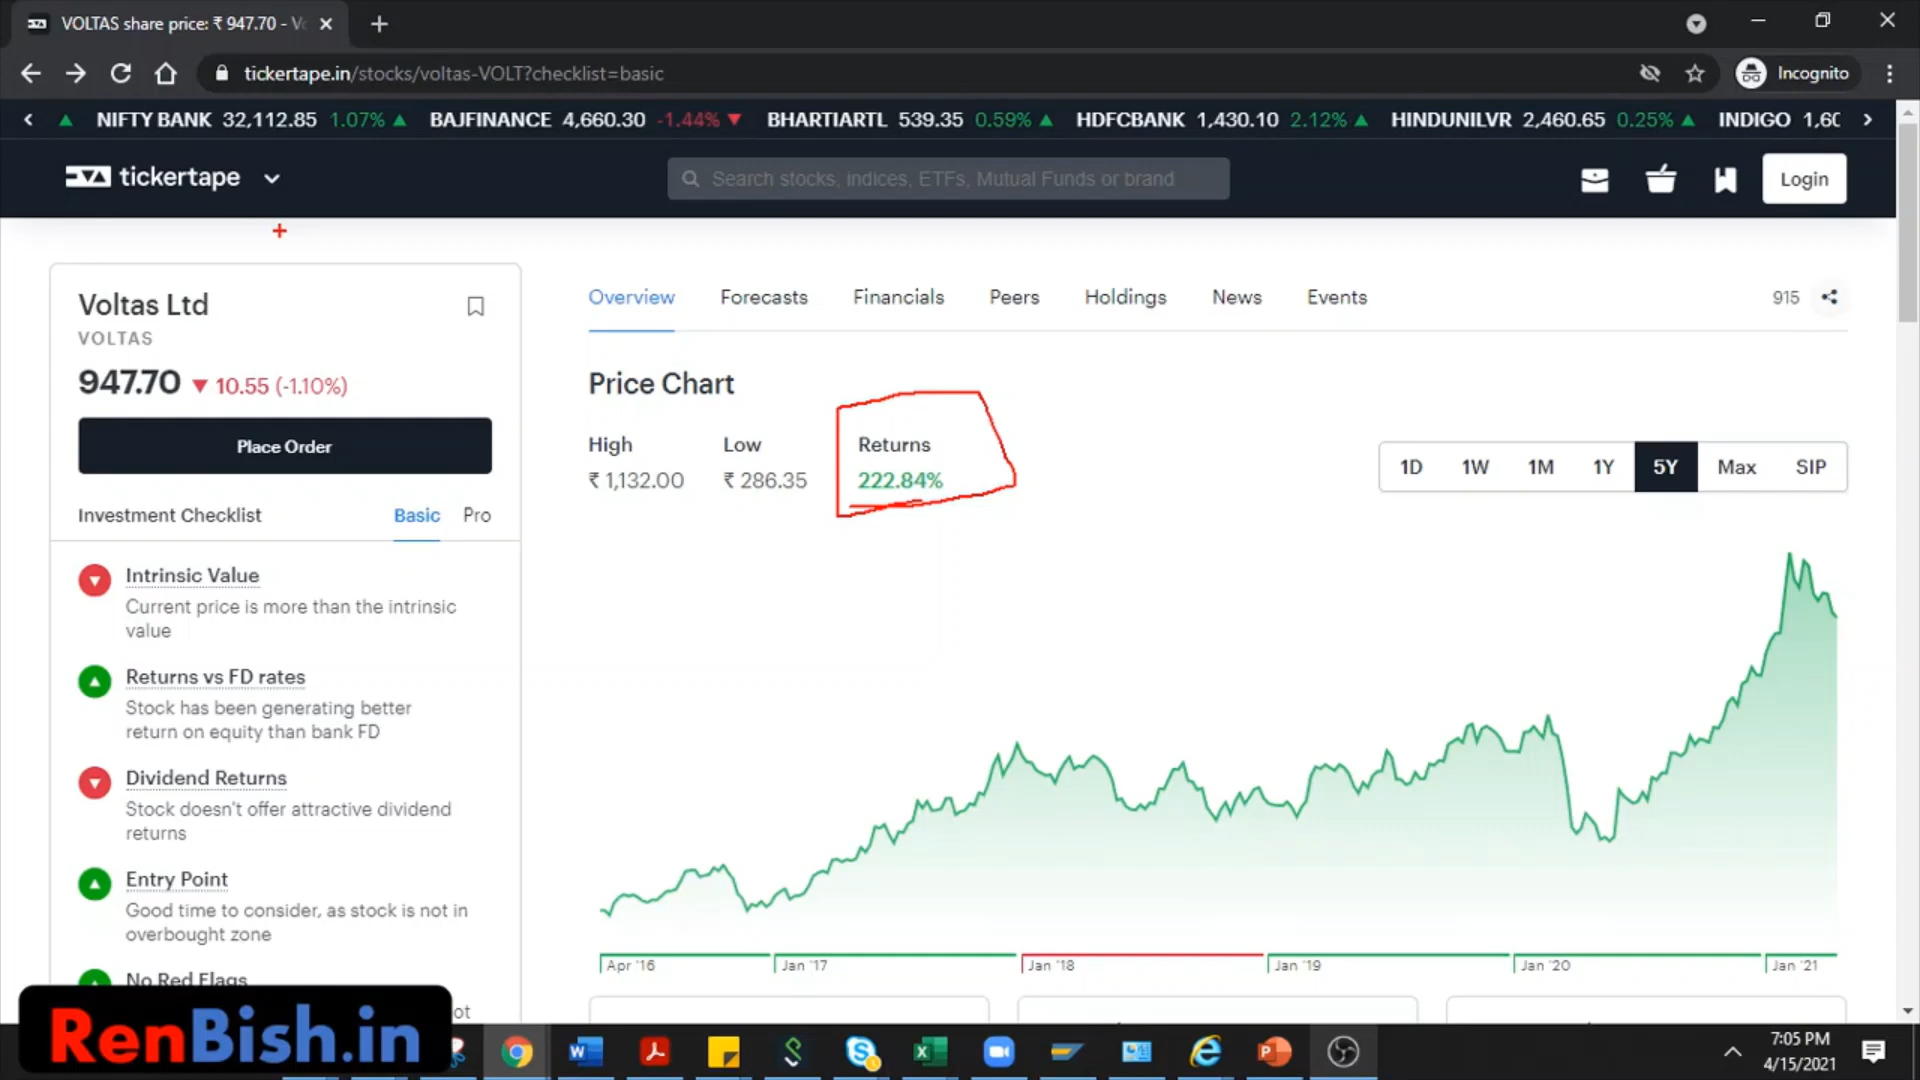 VOLTAS share price: ₹ 947.70 - Vo
tickertape.in/stocks/voltas-VOLT?checklist=basic
Incognito
NIFTY BANK 32,112.85 1.07% BAJFINANCE 4,660.30 -1.44% BHARTIARTL 539.35 0.59% HDFCBANK 1,430.10 2.12% HINDUNILVR 2,460.65 0.25% INDIGO
tickertape
Search stocks, indices, ETFs, Mutual Funds or brand
Login
Voltas Ltd
VOLTAS
947.70 10.55 (-1.10%)
Place Order
Investment Checklist Basic Pro
Intrinsic Value
Current price is more than the intrinsic
value
Returns vs FD rates
Stock has been generating better
return on equity than bank FD
Dividend Returns
Stock doesn't offer attractive dividend
returns
Entry Point
Good time to consider, as stock is not in
overbought zone
No Red Flags
Overview Forecasts Financials Peers Holdings News Events 915
Price Chart
High Low Returns
₹ 1,132.00 ₹ 286.35 222.84%
1D 1W 1M 1Y 5Y Max SIP
Apr '16 Jan '17 Jan '18 Jan '19 Jan '20 Jan '21
RenBish.in
7:05 PM
4/15/2021